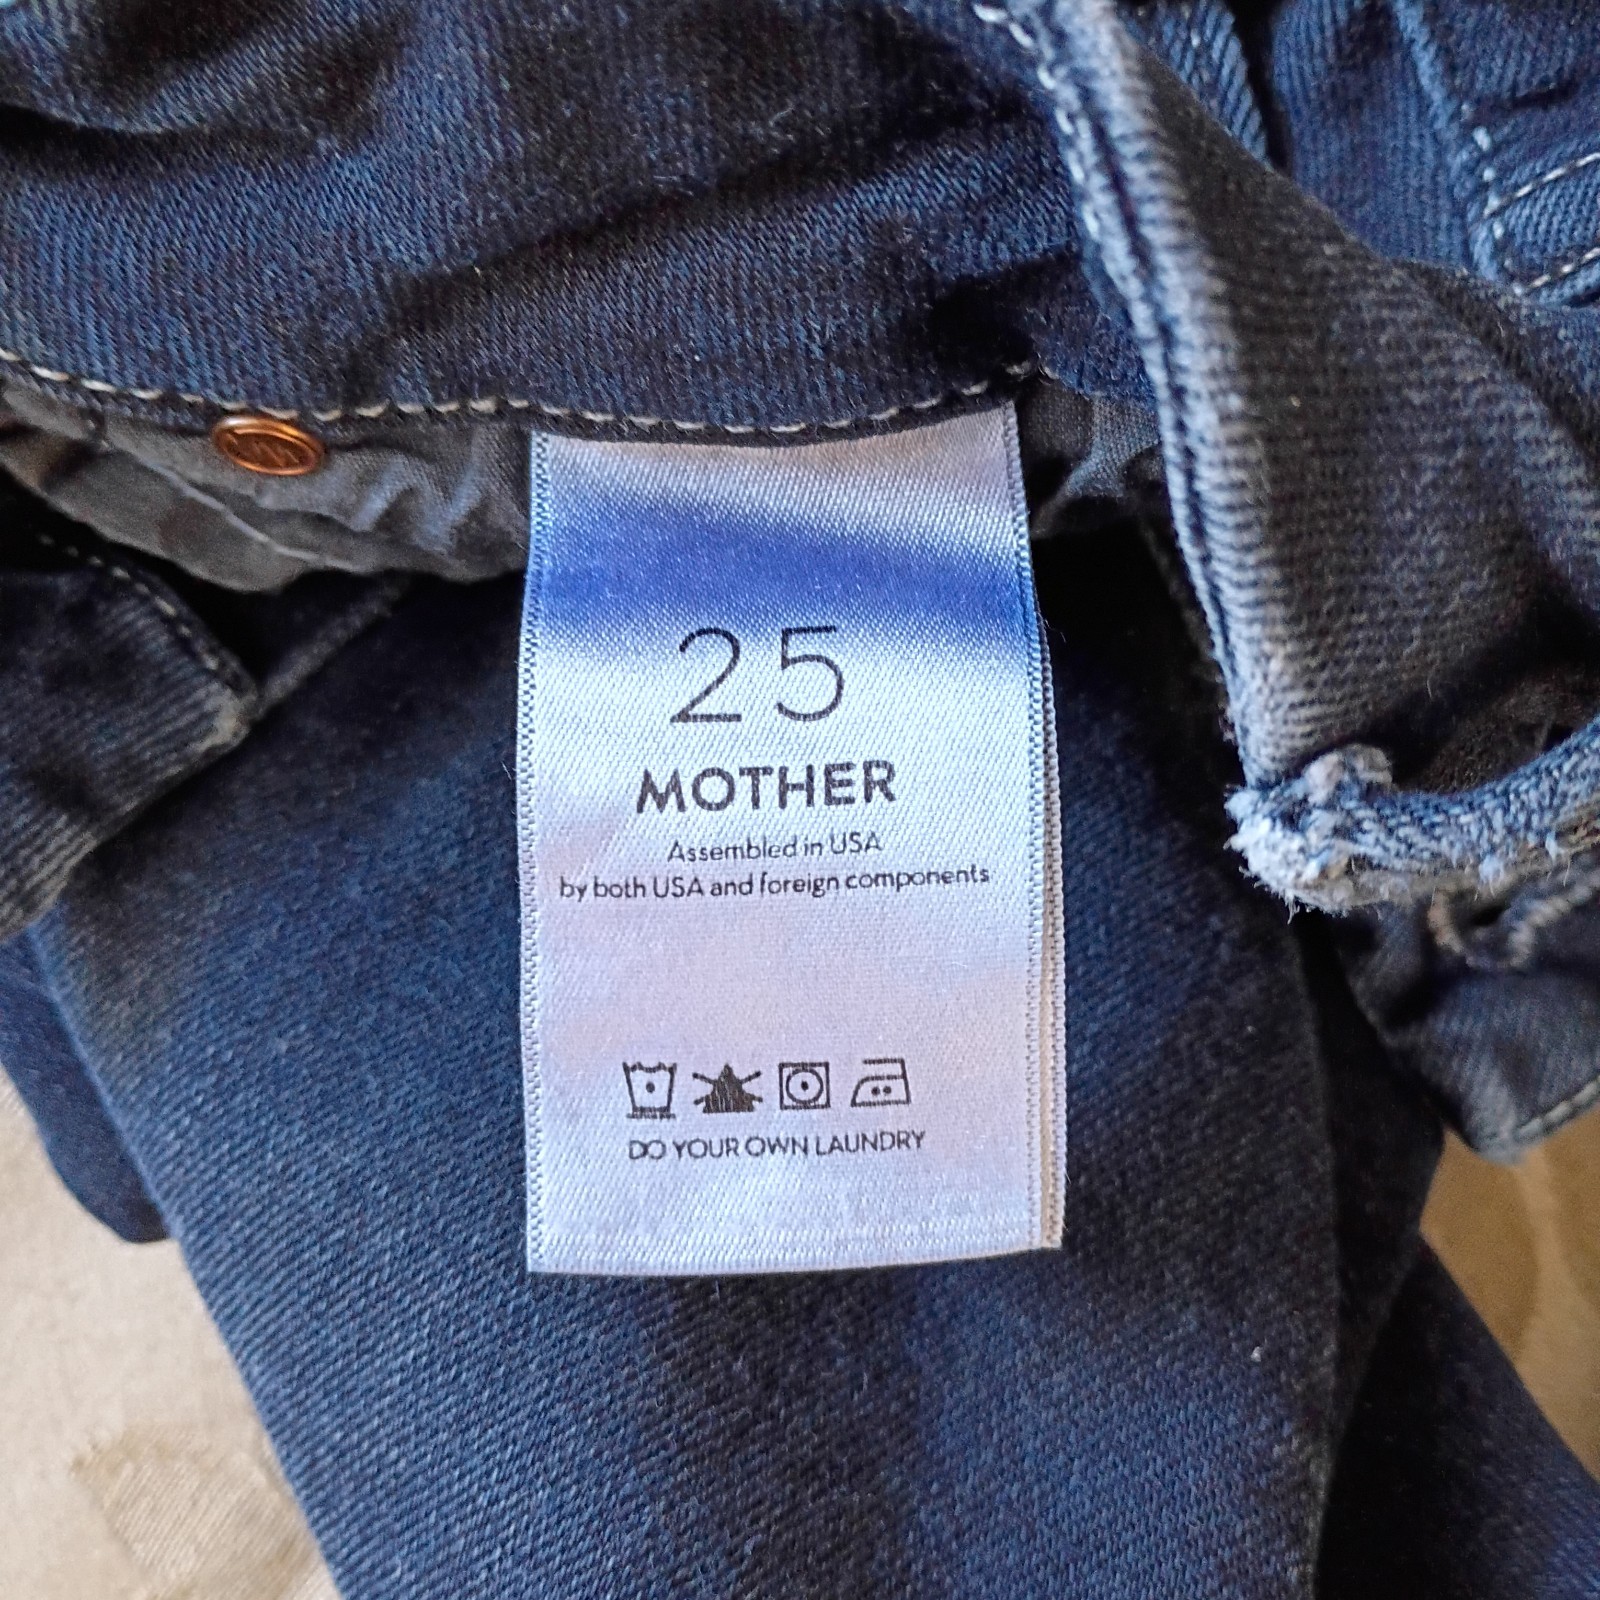 25
MOTHER
Assembled in USA
by both USA and foreign components
DO YOUR OWN LAUNDRY